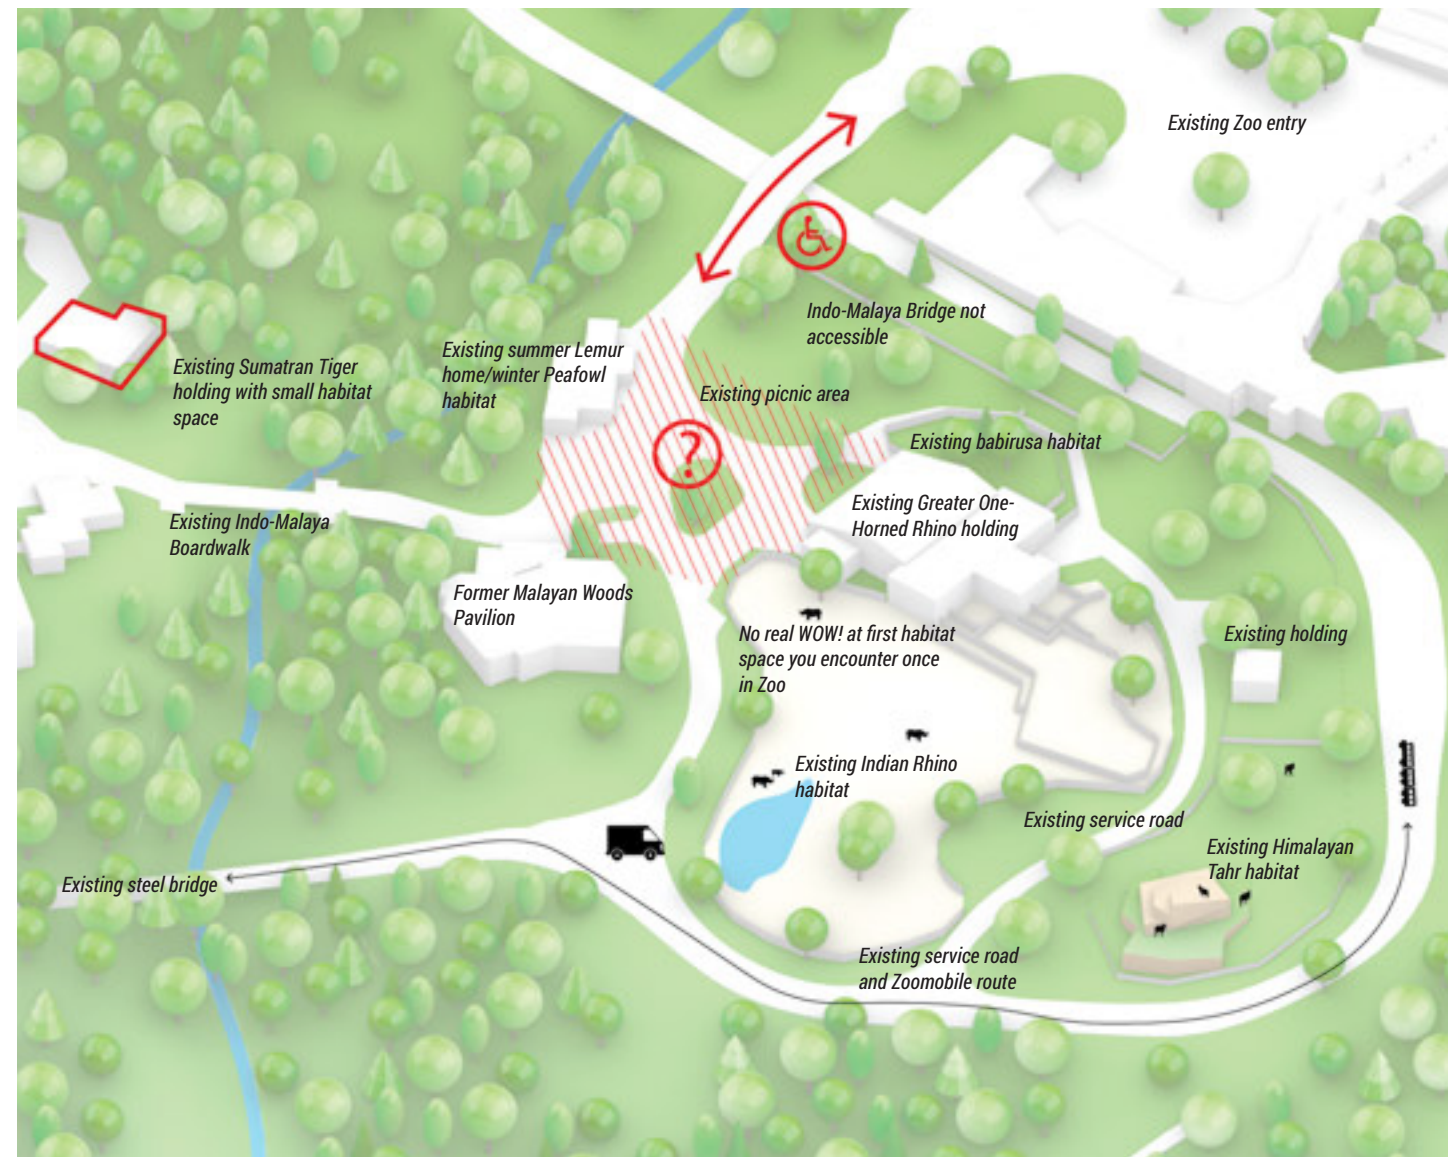 Existing Zoo entry
Indo-Malaya Bridge not
accessible
Existing summer Lemur
home/winter Peafowl
habitat
Existing Sumatran Tiger
holding with small habitat
space
Existing picnic area
?
Existing babirusa habitat
Existing Greater One-
Horned Rhino holding
Existing Indo-Malaya
Boardwalk
Former Malayan Woods
Pavilion
No real WOW! at first habitat
space you encounter once
in Zoo
Existing holding
Existing Indian Rhino
habitat
Existing service road
Existing Himalayan
Tahr habitat
Existing steel bridge
Existing service road
and Zoomobile route